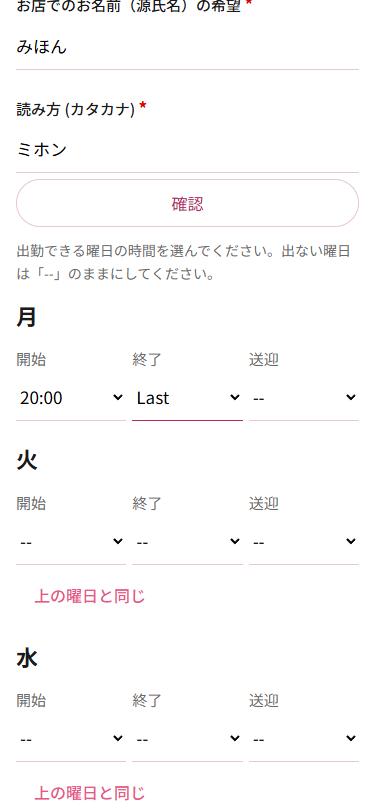 お店でのお名前（源氏名）の希望 *
みほん
読み方 (カタカナ) *
ミホン
確認
出勤できる曜日の時間を選んでください。出ない曜日
は「--」のままにしてください。
月
開始 終了 送迎
20:00 Last --
火
開始 終了 送迎
-- -- --
上の曜日と同じ
水
開始 終了 送迎
-- -- --
上の曜日と同じ